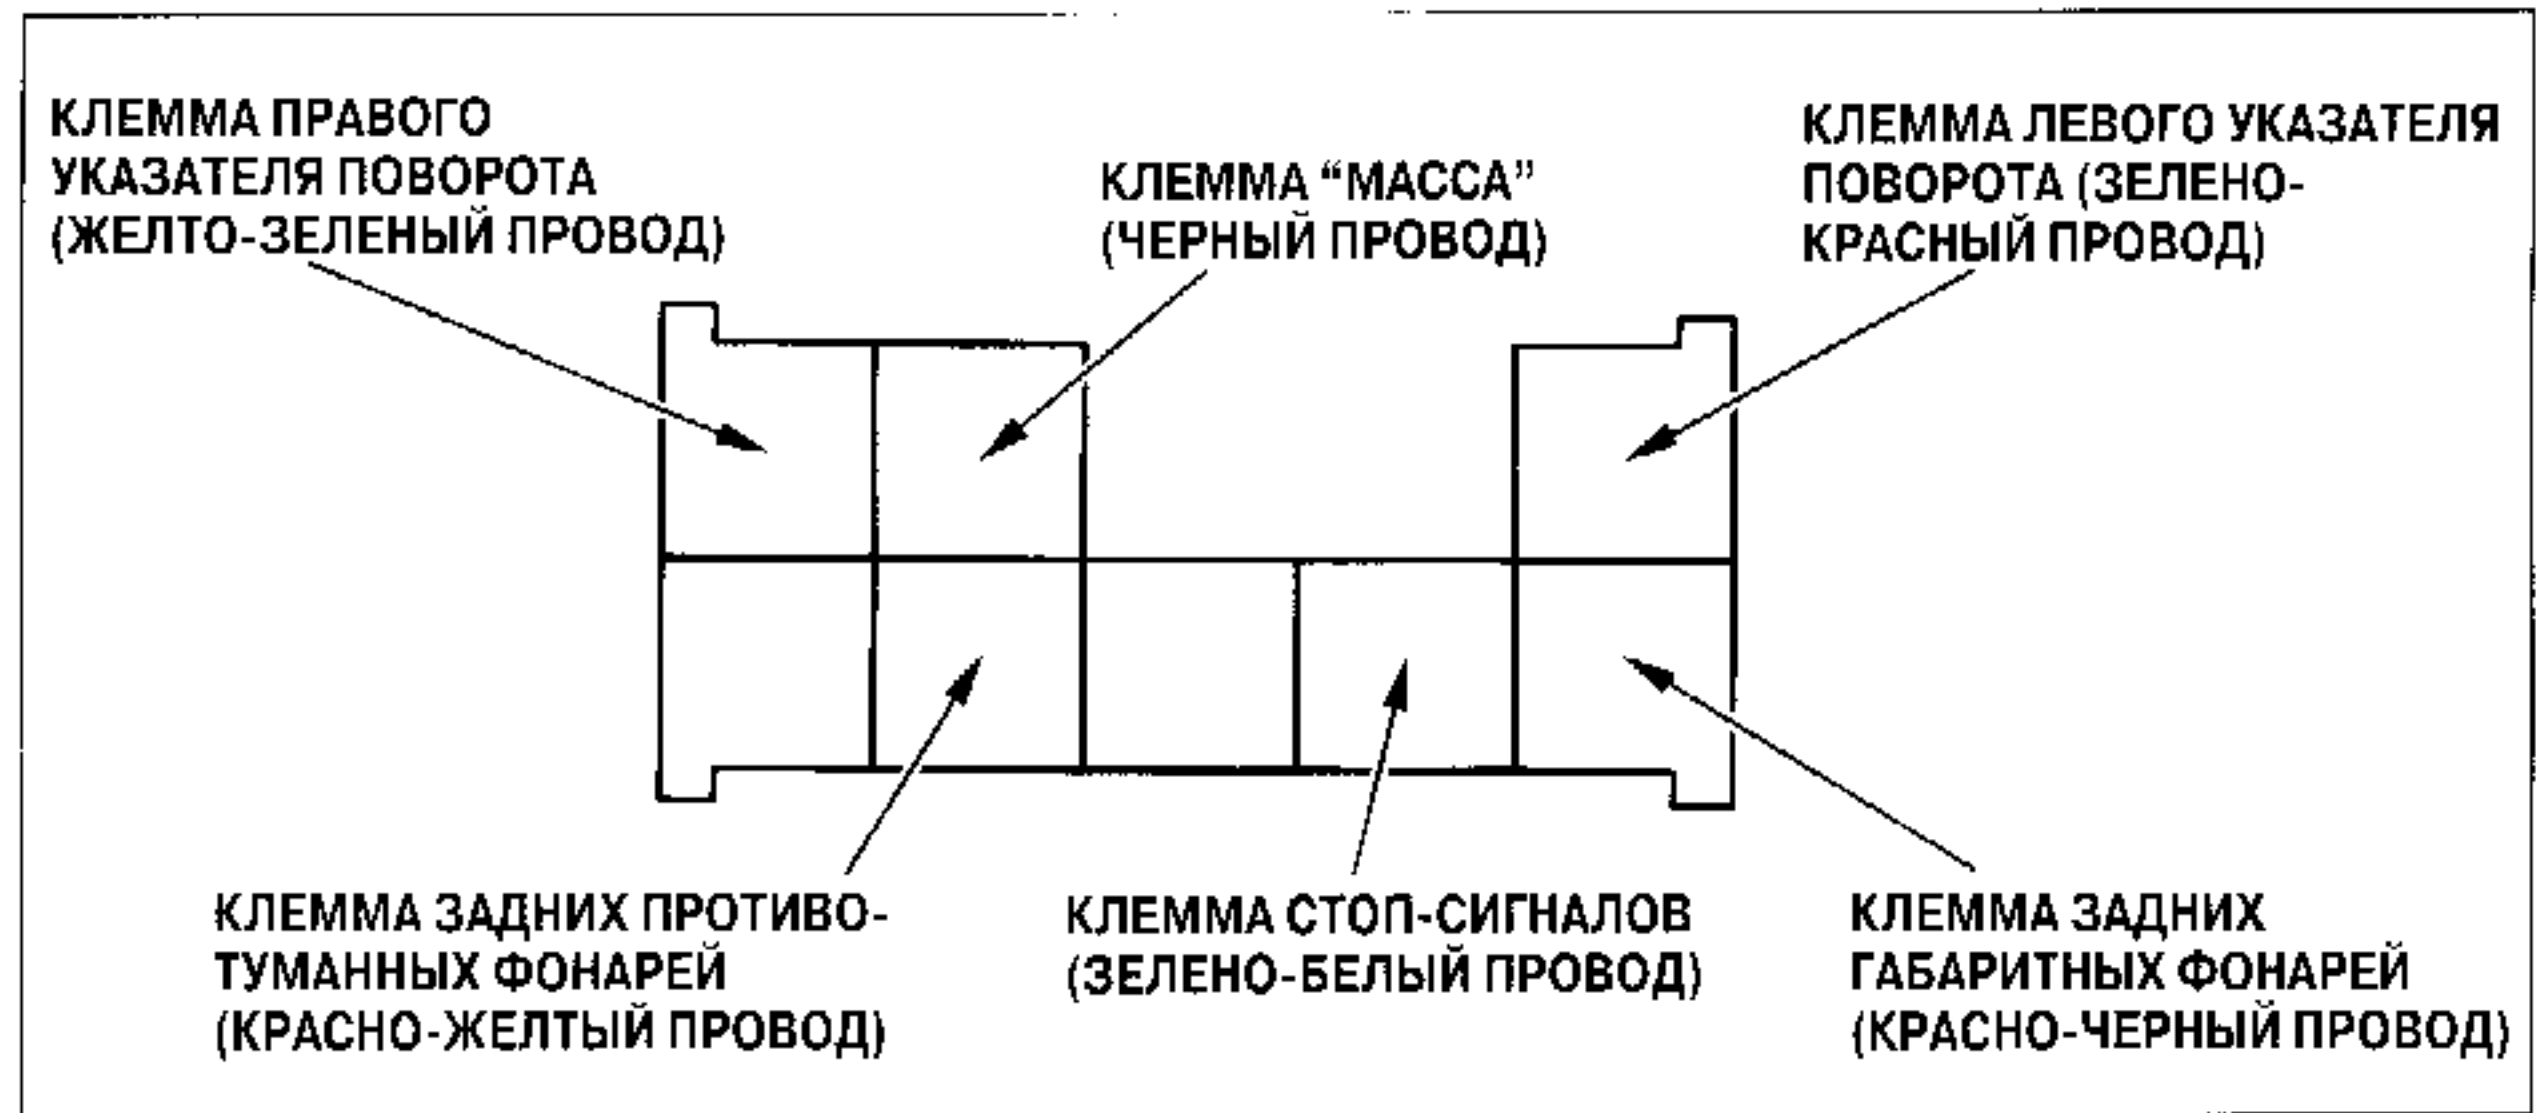 КЛЕММА ПРАВОГО
УКАЗАТЕЛЯ ПОВОРОТА
(ЖЕЛТО-ЗЕЛЕНЫЙ ПРОВОД)
КЛЕММА “МАССА”
(ЧЕРНЫЙ ПРОВОД)
КЛЕММА ЛЕВОГО УКАЗАТЕЛЯ
ПОВОРОТА (ЗЕЛЕНО-
КРАСНЫЙ ПРОВОД)
КЛЕММА ЗАДНИХ ПРОТИВО-
ТУМАННЫХ ФОНАРЕЙ
(КРАСНО-ЖЕЛТЫЙ ПРОВОД)
КЛЕММА СТОП-СИГНАЛОВ
(ЗЕЛЕНО-БЕЛЫЙ ПРОВОД)
КЛЕММА ЗАДНИХ
ГАБАРИТНЫХ ФОНАРЕЙ
(КРАСНО-ЧЕРНЫЙ ПРОВОД)